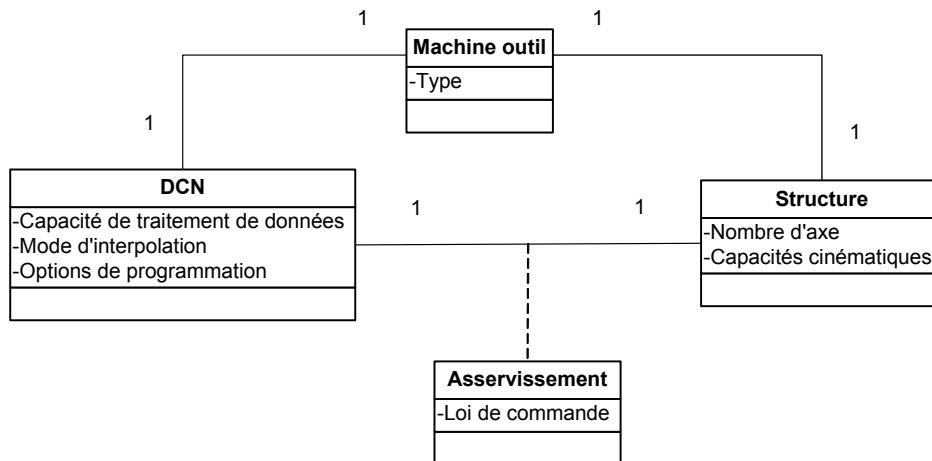 1
1
Machine outil
-Type
1
1
DCN
-Capacité de traitement de données
-Mode d'interpolation
-Options de programmation
1
1
Structure
-Nombre d'axe
-Capacités cinématiques
Asservissement
-Loi de commande